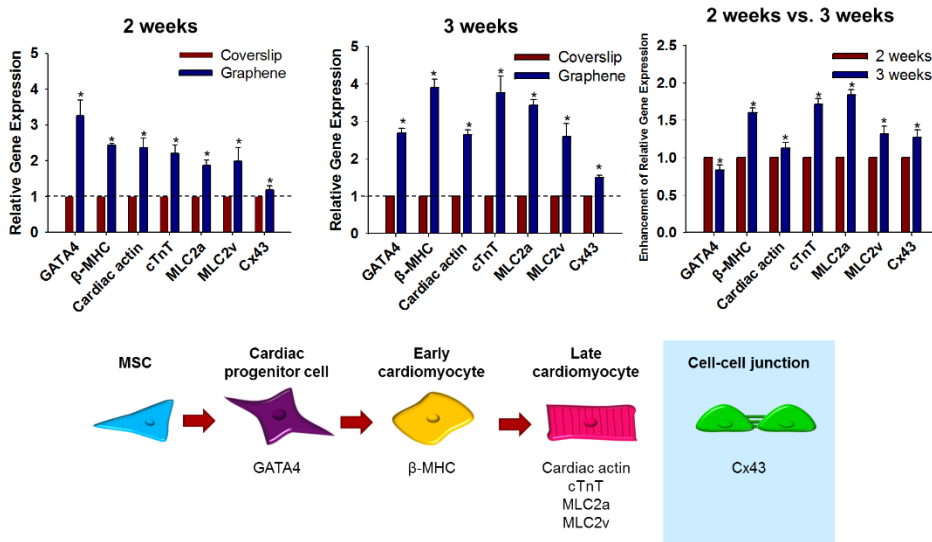 2 weeks
Coverslip
Graphene
Relative Gene Expression
5
4
3
2
1
0
*
*
*
*
*
*
*
GATA4
β-MHC
Cardiac actin
cTnT
MLC2a
MLC2v
Cx43
3 weeks
Coverslip
Graphene
Relative Gene Expression
5
4
3
2
1
0
*
*
*
*
*
*
*
GATA4
β-MHC
Cardiac actin
cTnT
MLC2a
MLC2v
Cx43
2 weeks vs. 3 weeks
2 weeks
3 weeks
Enhancement of Relative Gene Expression
2.5
2.0
1.5
1.0
0.5
0.0
*
*
*
*
*
*
*
GATA4
β-MHC
Cardiac actin
cTnT
MLC2a
MLC2v
Cx43
MSC
Cardiac
progenitor cell
GATA4
Early
cardiomyocyte
β-MHC
Late
cardiomyocyte
Cardiac actin
cTnT
MLC2a
MLC2v
Cell-cell junction
Cx43